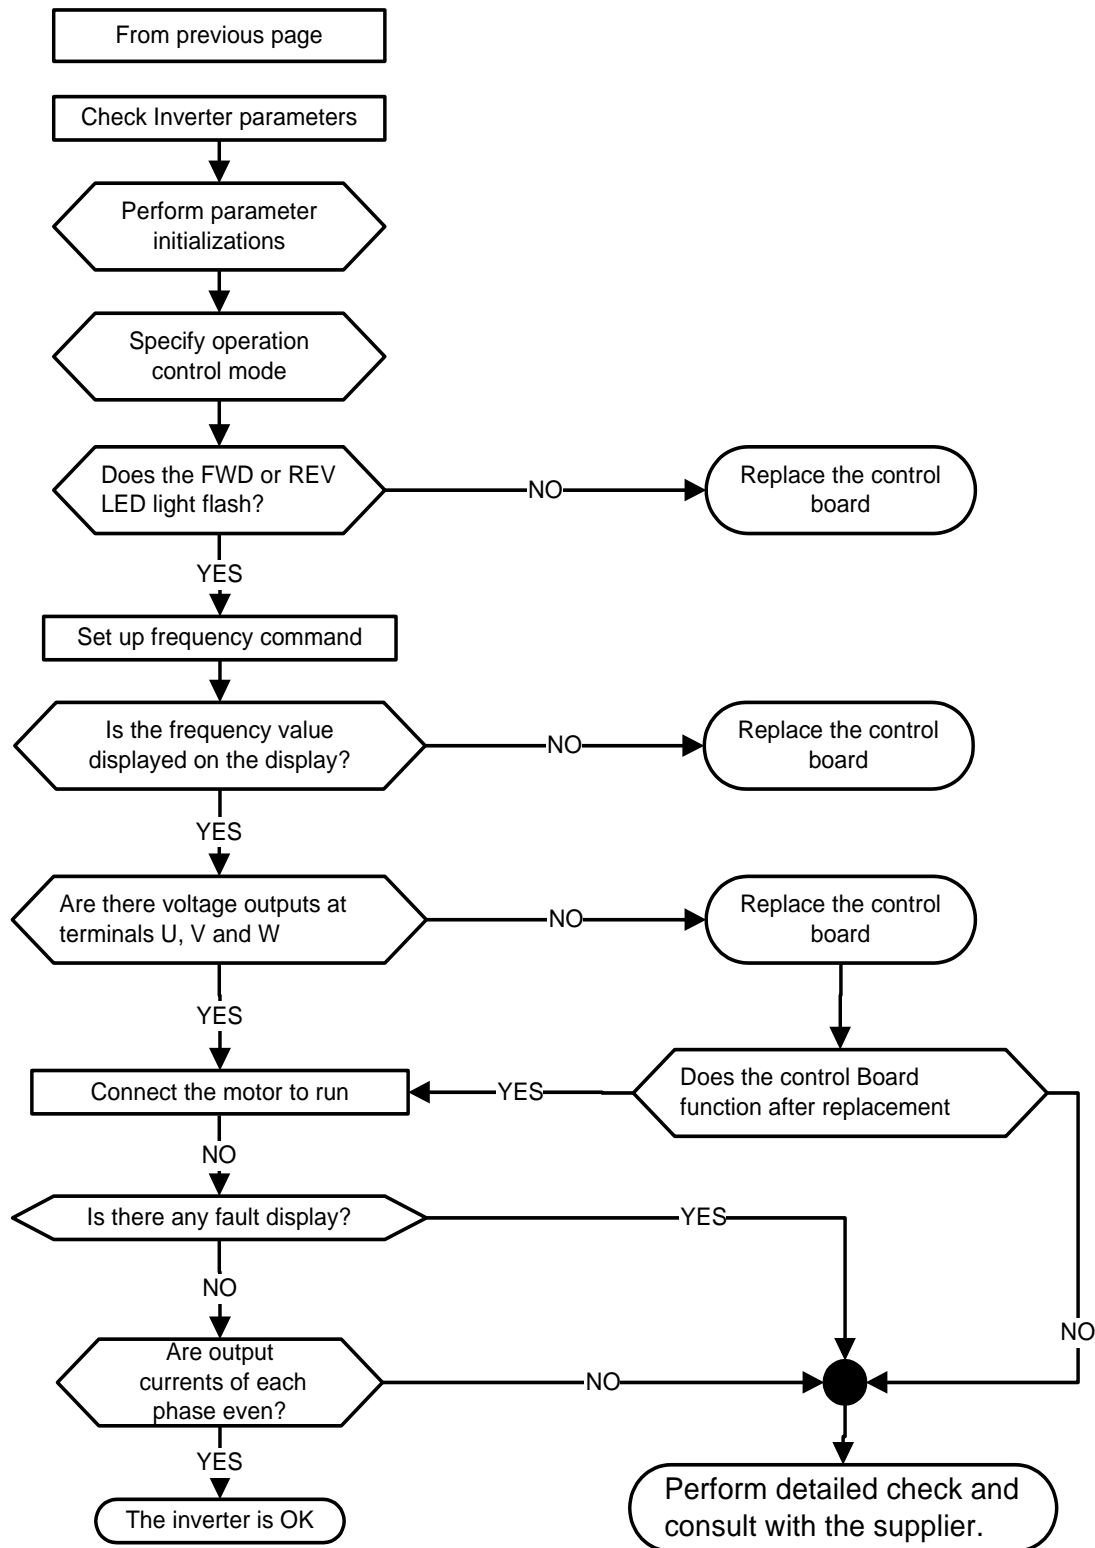 From previous page
Check Inverter parameters
Perform parameter
initializations
Specify operation
control mode
Does the FWD or REV
LED light flash?
NO
Replace the control
board
YES
Set up frequency command
Is the frequency value
displayed on the display?
NO
Replace the control
board
YES
Are there voltage outputs at
terminals U, V and W
NO
Replace the control
board
YES
Connect the motor to run
YES
Does the control Board
function after replacement
NO
Is there any fault display?
YES
NO
NO
Are output
currents of each
phase even?
NO
YES
The inverter is OK
Perform detailed check and
consult with the supplier.